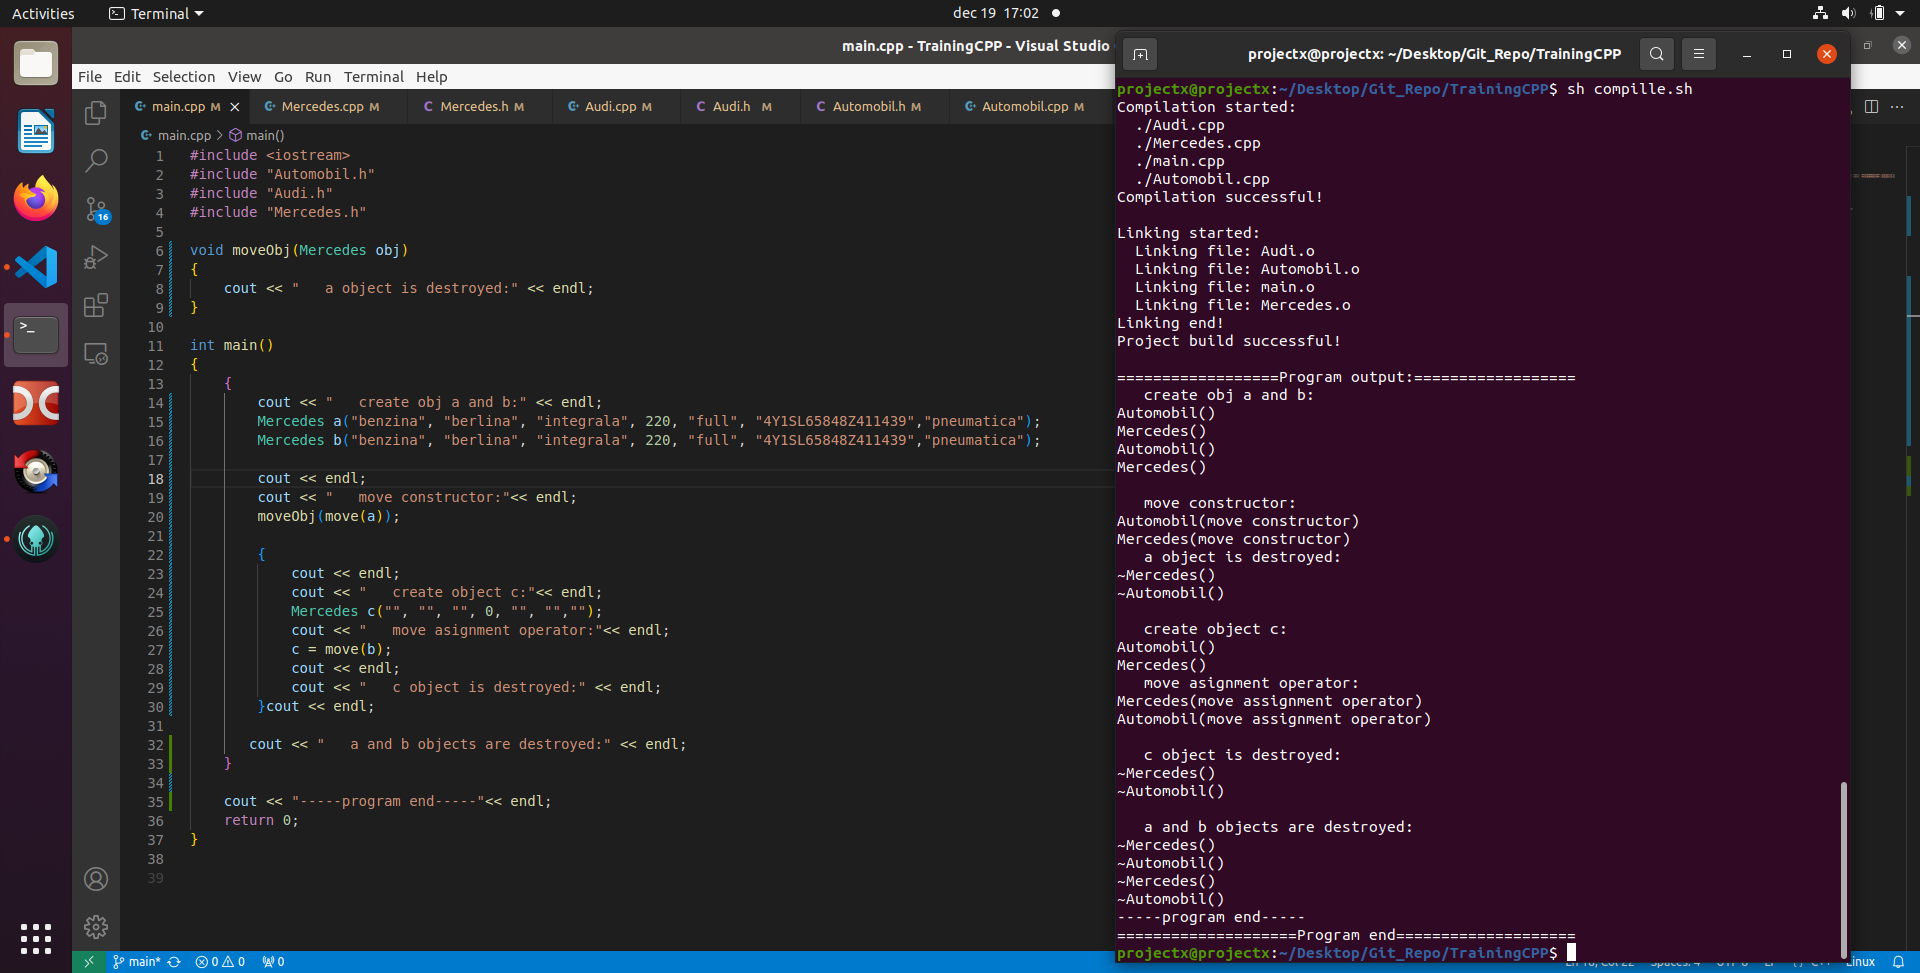 Activities
Terminal
dec 19 17:02
main.cpp - TrainingCPP - Visual Studio
File Edit Selection View Go Run Terminal Help
main.cpp M
Mercedes.cpp M
Mercedes.h M
Audi.cpp M
Audi.h M
Automobil.h M
Automobil.cpp M
main.cpp > main()
16
1 #include <iostream>
2 #include "Automobil.h"
3 #include "Audi.h"
4 #include "Mercedes.h"
5
6 void moveObj(Mercedes obj)
7 {
8     cout << "   a object is destroyed:" << endl;
9 }
10
11 int main()
12 {
13     {
14         cout << "   create obj a and b:" << endl;
15         Mercedes a("benzina", "berlina", "integrala", 220, "full", "4Y1SL65848Z411439","pneumatica");
16         Mercedes b("benzina", "berlina", "integrala", 220, "full", "4Y1SL65848Z411439","pneumatica");
17
18         cout << endl;
19         cout << "   move constructor:"<< endl;
20         moveObj(move(a));
21
22         {
23             cout << endl;
24             cout << "   create object c:"<< endl;
25             Mercedes c("", "", "", 0, "", "","");
26             cout << "   move asignment operator:"<< endl;
27             c = move(b);
28             cout << endl;
29             cout << "   c object is destroyed:" << endl;
30         }cout << endl;
31
32        cout << "   a and b objects are destroyed:" << endl;
33     }
34
35     cout << "-----program end-----"<< endl;
36     return 0;
37 }
38
39
main*
0 0
0
projectx@projectx: ~/Desktop/Git_Repo/TrainingCPP
projectx@projectx:~/Desktop/Git_Repo/TrainingCPP$ sh compille.sh
Compilation started:
  ./Audi.cpp
  ./Mercedes.cpp
  ./main.cpp
  ./Automobil.cpp
Compilation successful!

Linking started:
  Linking file: Audi.o
  Linking file: Automobil.o
  Linking file: main.o
  Linking file: Mercedes.o
Linking end!
Project build successful!

==================Program output:==================
   create obj a and b:
Automobil()
Mercedes()
Automobil()
Mercedes()

   move constructor:
Automobil(move constructor)
Mercedes(move constructor)
   a object is destroyed:
~Mercedes()
~Automobil()

   create object c:
Automobil()
Mercedes()
   move asignment operator:
Mercedes(move assignment operator)
Automobil(move assignment operator)

   c object is destroyed:
~Mercedes()
~Automobil()

   a and b objects are destroyed:
~Mercedes()
~Automobil()
~Mercedes()
~Automobil()
-----program end-----
====================Program end====================
projectx@projectx:~/Desktop/Git_Repo/TrainingCPP$